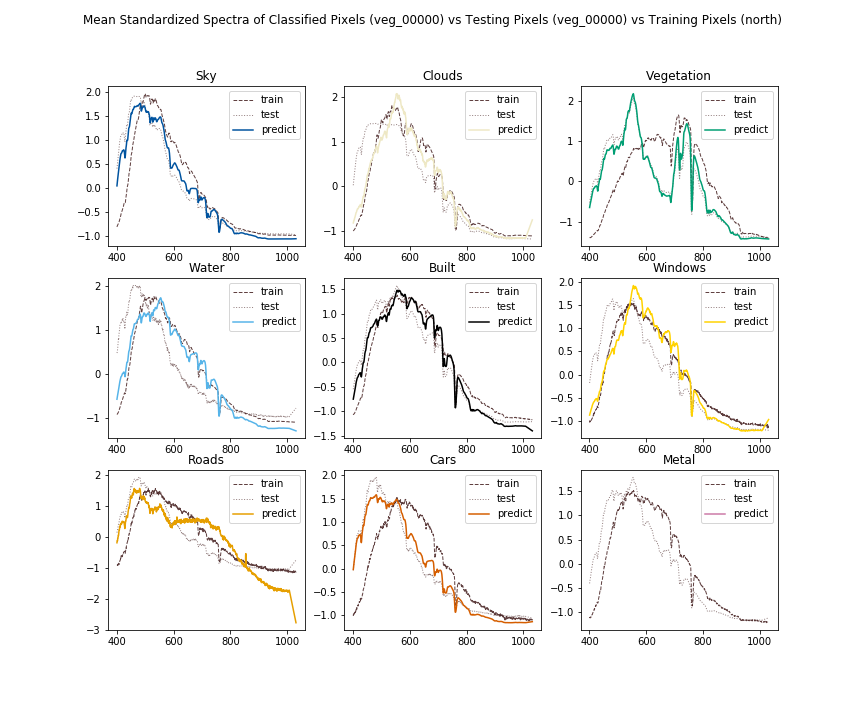 Mean Standardized Spectra of Classified Pixels (veg_00000) vs Testing Pixels (veg_00000) vs Training Pixels (north)
Sky
2.0
1.5
1.0
0.5
0.0
−0.5
−1.0
400 600 800 1000
train
test
predict
Clouds
2
1
0
−1
400 600 800 1000
train
test
predict
Vegetation
2
1
0
−1
400 600 800 1000
train
test
predict
Water
2
1
0
−1
400 600 800 1000
train
test
predict
Built
1.5
1.0
0.5
0.0
−0.5
−1.0
−1.5
400 600 800 1000
train
test
predict
Windows
2.0
1.5
1.0
0.5
0.0
−0.5
−1.0
400 600 800 1000
train
test
predict
Roads
2
1
0
−1
−2
−3
400 600 800 1000
train
test
predict
Cars
2.0
1.5
1.0
0.5
0.0
−0.5
−1.0
400 600 800 1000
train
test
predict
Metal
1.5
1.0
0.5
0.0
−0.5
−1.0
400 600 800 1000
train
test
predict